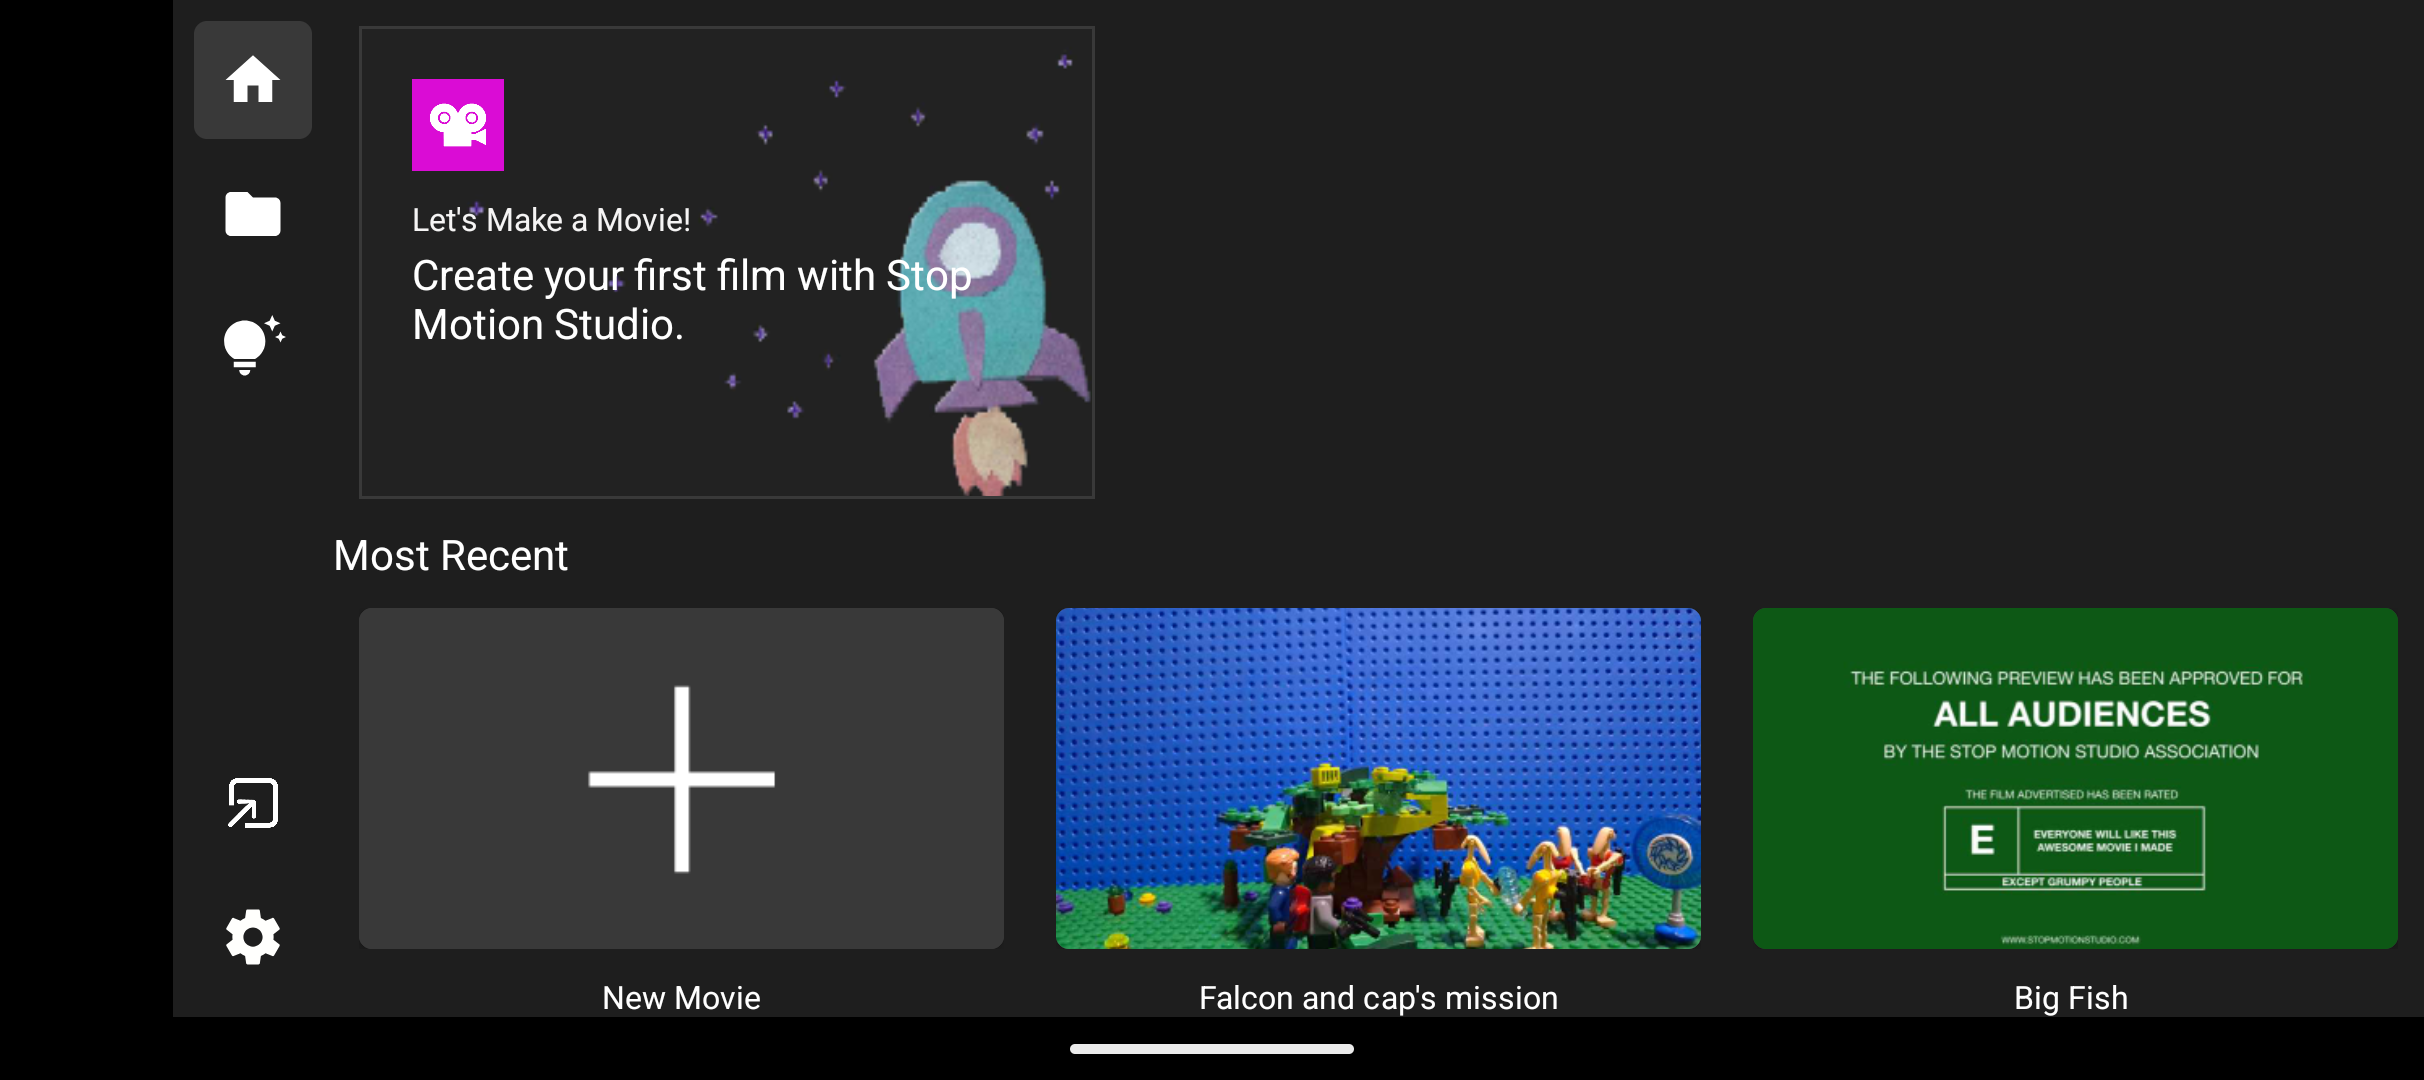 Let's Make a Movie!
Create your first film with Stop
Motion Studio.
Most Recent
THE FOLLOWING PREVIEW HAS BEEN APPROVED FOR
ALL AUDIENCES
BY THE STOP MOTION STUDIO ASSOCIATION
THE FILM ADVERTISED HAS BEEN RATED
E
EVERYONE WILL LIKE THIS
AWESOME MOVIE I MADE
EXCEPT GRUMPY PEOPLE
WWW.STOPMOTIONSTUDIO.COM
New Movie
Falcon and cap's mission
Big Fish